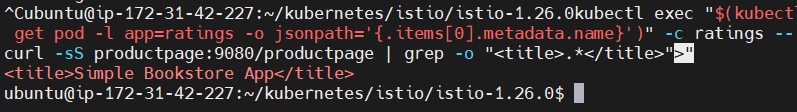 ^Cubuntu@ip-172-31-42-227:~/kubernetes/istio/istio-1.26.0kubectl exec "$(kubectl
 get pod -l app=ratings -o jsonpath='{.items[0].metadata.name}')" -c ratings --
curl -sS productpage:9080/productpage | grep -o "<title>.*</title>">"
<title>Simple Bookstore App</title>
ubuntu@ip-172-31-42-227:~/kubernetes/istio/istio-1.26.0$